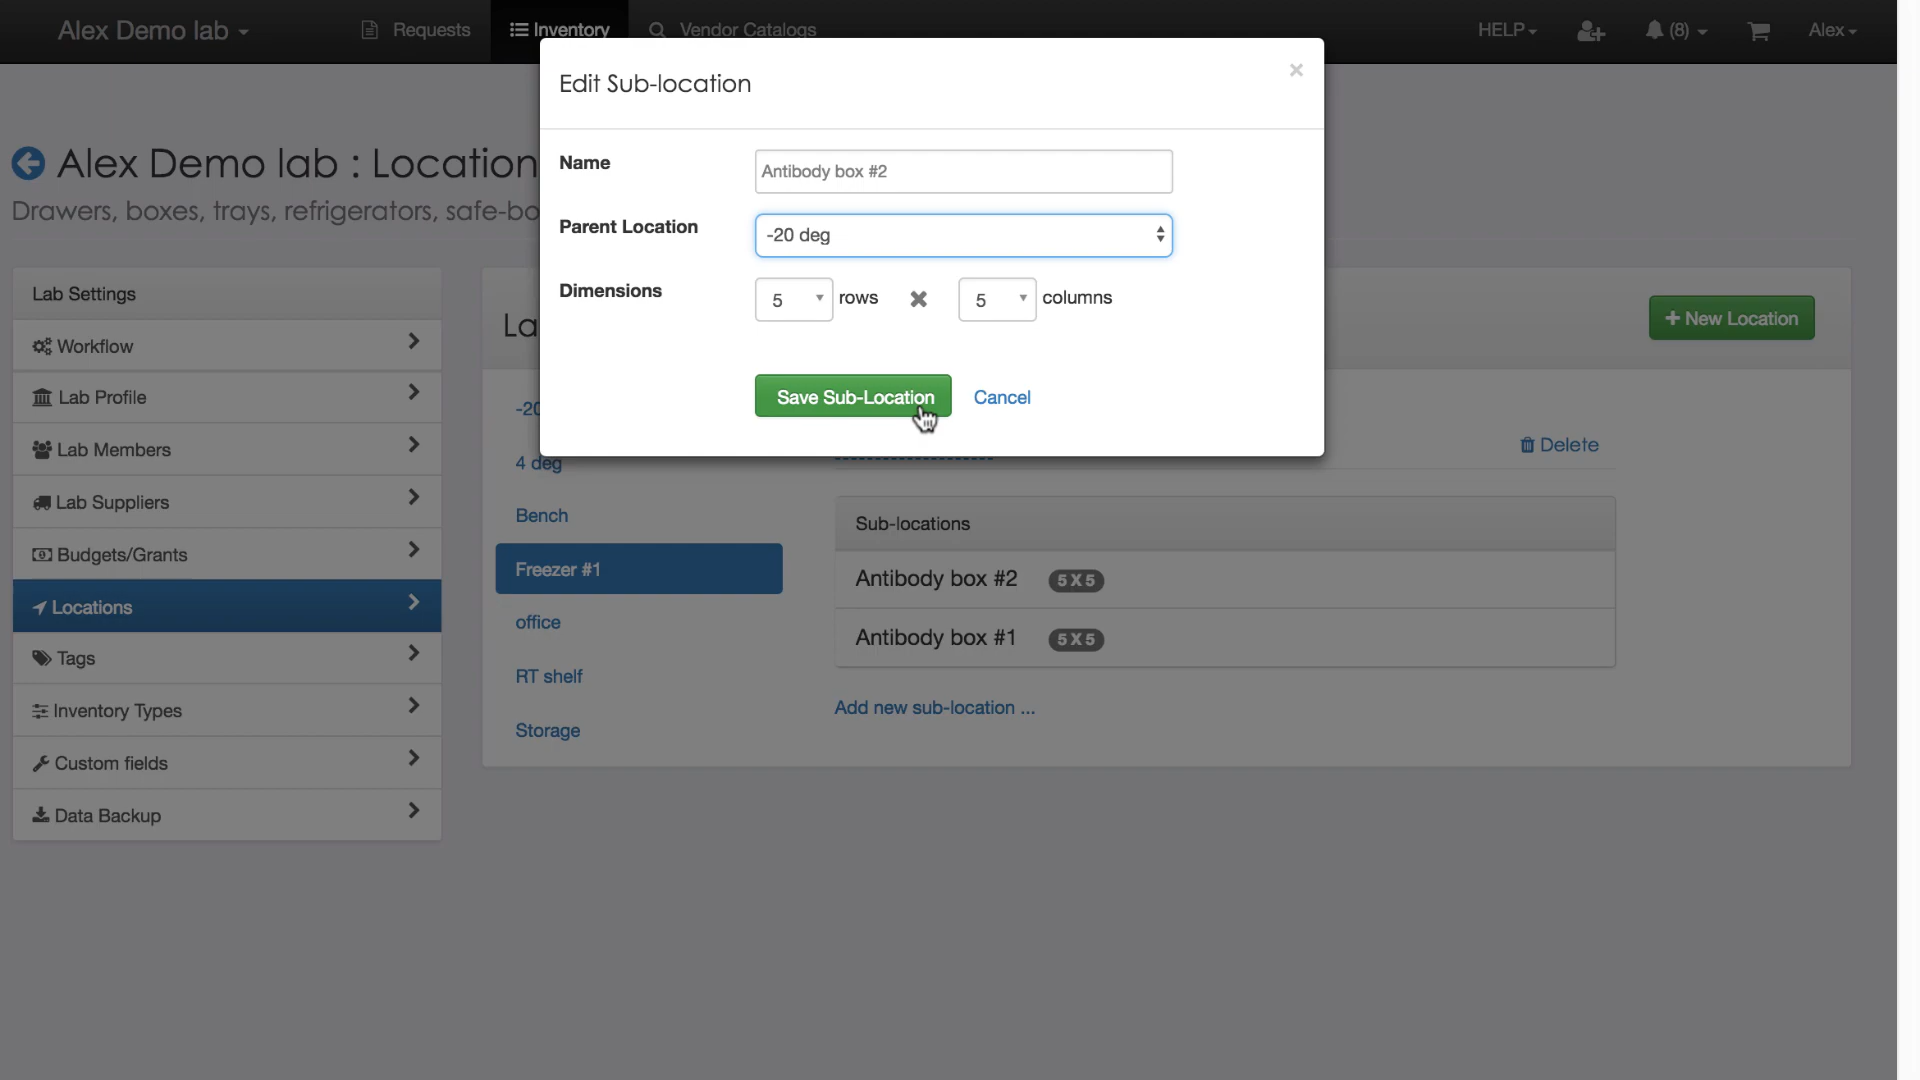 Alex Demo lab
Requests
Inventory
Vendor Catalogs
HELP
(8)
Alex
Edit Sub-location
×
Alex Demo lab : Location
Drawers, boxes, trays, refrigerators, safe-bo
Name
Antibody box #2
Parent Location
-20 deg
Dimensions
5 rows
5 columns
Save Sub-Location
Cancel
Lab Settings
Workflow
Lab Profile
Lab Members
Lab Suppliers
Budgets/Grants
Locations
Tags
Inventory Types
Custom fields
Data Backup
La
+ New Location
-20
4 deg
Bench
Freezer #1
office
RT shelf
Storage
Delete
Sub-locations
Antibody box #2 5 X 5
Antibody box #1 5 X 5
Add new sub-location ...